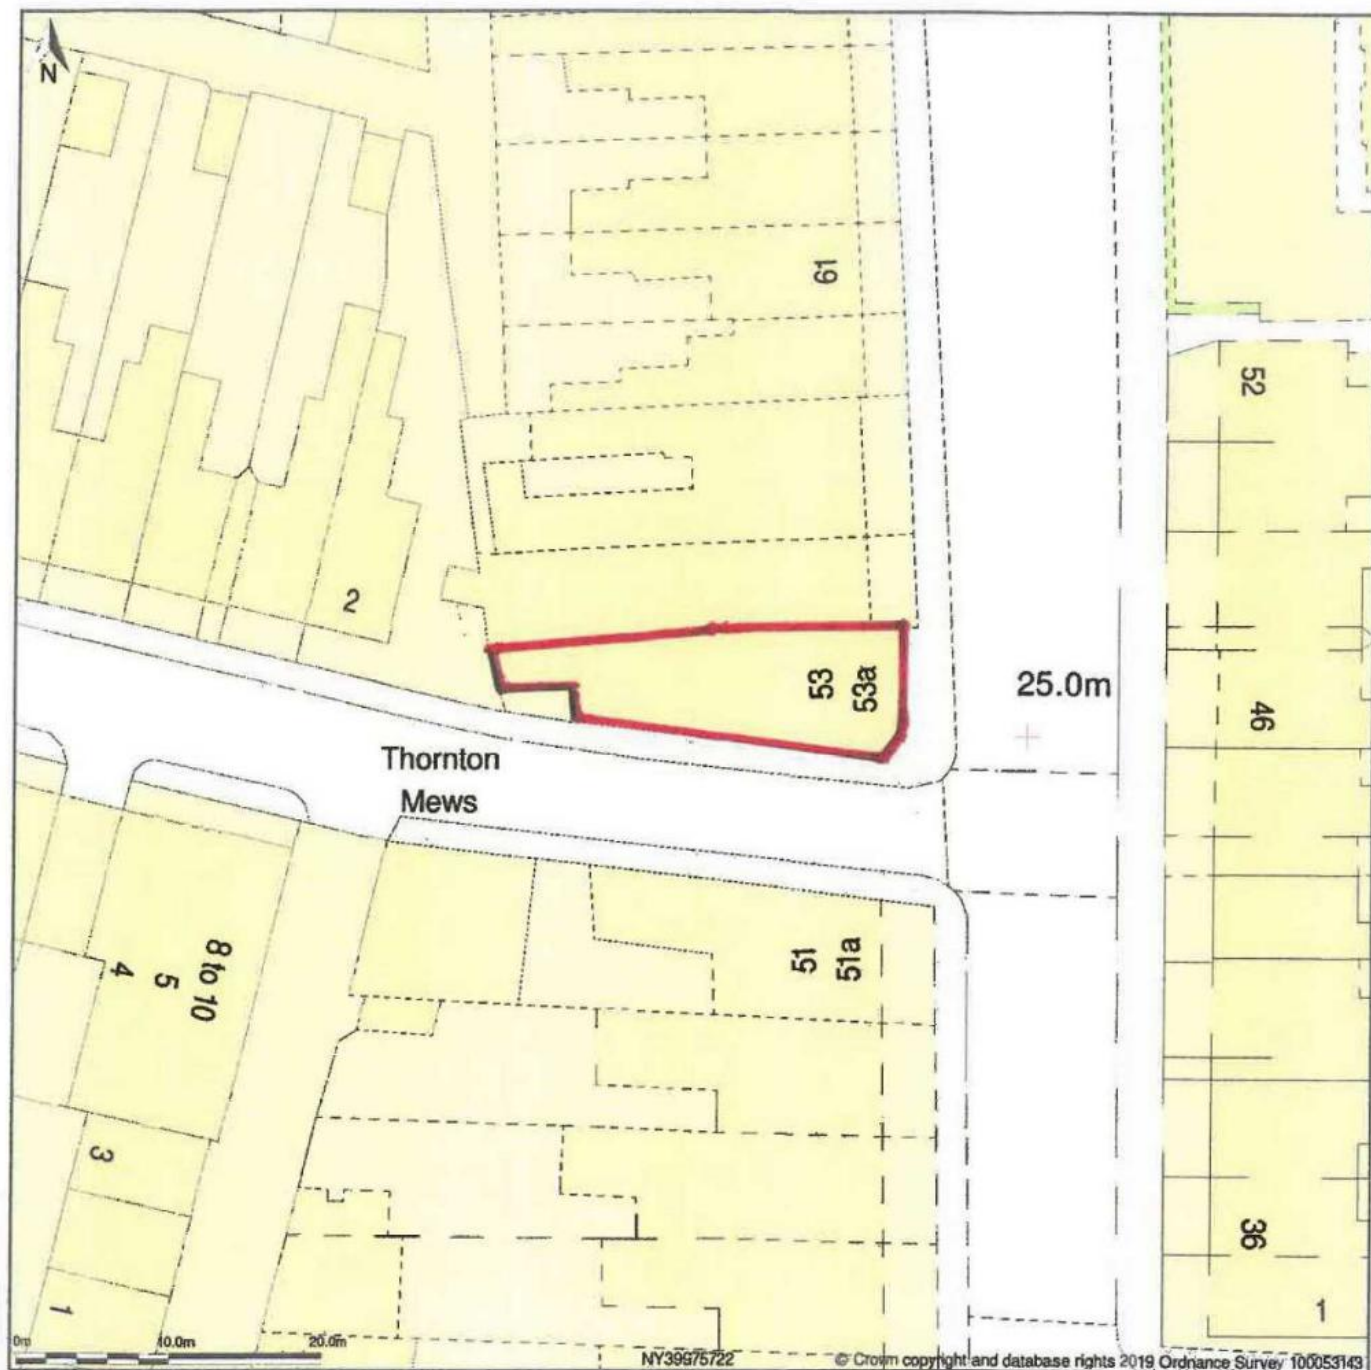 N
61
52
2
53
53a
25.0m
46
Thornton
Mews
51
51a
8 to 10
5
4
3
36
1
1
0m
10.0m
20.0m
NY39975722
© Crown copyright and database rights 2019 Ordnance Survey 100053143